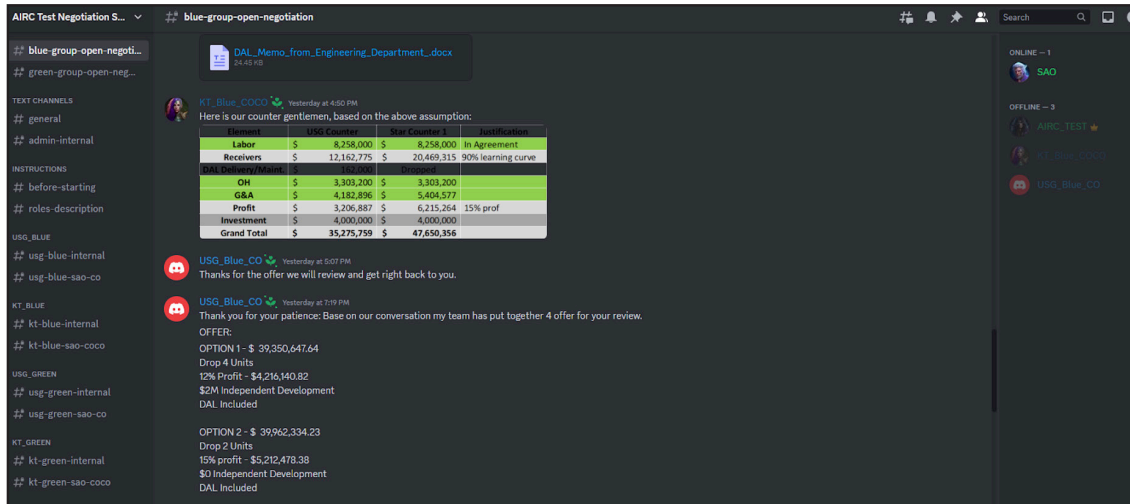 AIRC Test Negotiation S...
blue-group-open-negotiation
Search
blue-group-open-negoti...
green-group-open-neg...
TEXT CHANNELS
general
admin-internal
INSTRUCTIONS
before-starting
roles-description
USG_BLUE
usg-blue-internal
usg-blue-sao-co
KT_BLUE
kt-blue-internal
kt-blue-sao-coco
USG_GREEN
usg-green-internal
usg-green-sao-co
KT_GREEN
kt-green-internal
kt-green-sao-coco
DAL_Memo_from_Engineering_Department_.docx
24.45 KB
KT_Blue_COCO Yesterday at 4:50 PM
Here is our counter gentlemen, based on the above assumption:
Element USG Counter Star Counter 1 Justification
Labor $ 8,258,000 $ 8,258,000 In Agreement
Receivers $ 12,162,775 $ 20,469,315 90% learning curve
DAL Delivery/Maint. $ 162,000 Dropped
OH $ 3,303,200 $ 3,303,200
G&A $ 4,182,896 $ 5,404,577
Profit $ 3,206,887 $ 6,215,264 15% prof
Investment $ 4,000,000 $ 4,000,000
Grand Total $ 35,275,759 $ 47,650,356
USG_Blue_CO Yesterday at 5:07 PM
Thanks for the offer we will review and get right back to you.
USG_Blue_CO Yesterday at 7:19 PM
Thank you for your patience: Base on our conversation my team has put together 4 offer for your review.
OFFER:
OPTION 1 - $ 39,350,647.64
Drop 4 Units
12% Profit - $4,216,140.82
$2M Independent Development
DAL Included
OPTION 2 - $ 39,962,334.23
Drop 2 Units
15% profit - $5,212,478.38
$0 Independent Development
DAL Included
ONLINE — 1
SAO
OFFLINE — 3
AIRC_TEST
KT_Blue_COCO
USG_Blue_CO